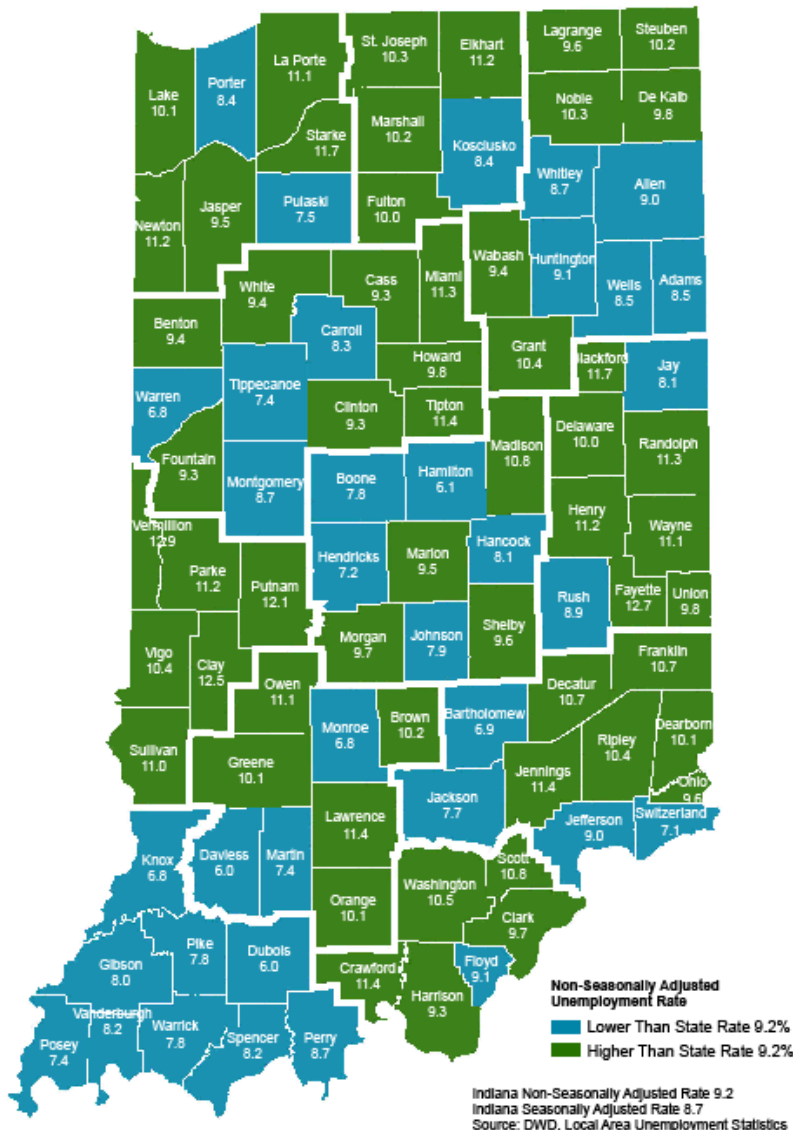 St. Joseph
10.3
Elkhart
11.2
Lagrange
9.6
Steuben
10.2
La Porte
11.1
Porter
8.4
Lake
10.1
Noble
10.3
De Kalb
9.8
Marshall
10.2
Starke
11.7
Kosciusko
8.4
Whitley
8.7
Allen
9.0
Pulaski
7.5
Fulton
10.0
Jasper
9.5
Newton
11.2
Wabash
9.4
Huntington
9.1
Wells
8.5
Adams
8.5
White
9.4
Cass
9.3
Miami
11.3
Benton
9.4
Carroll
8.3
Howard
9.8
Grant
10.4
Blackford
11.7
Jay
8.1
Warren
6.8
Tippecanoe
7.4
Clinton
9.3
Tipton
11.4
Madison
10.8
Delaware
10.0
Randolph
11.3
Fountain
9.3
Montgomery
8.7
Boone
7.8
Hamilton
6.1
Henry
11.2
Wayne
11.1
Vermillion
12.9
Parke
11.2
Putnam
12.1
Hendricks
7.2
Marion
9.5
Hancock
8.1
Rush
8.9
Fayette
12.7
Union
9.8
Vigo
10.4
Clay
12.5
Morgan
9.7
Johnson
7.9
Shelby
9.6
Franklin
10.7
Owen
11.1
Decatur
10.7
Sullivan
11.0
Greene
10.1
Monroe
6.8
Brown
10.2
Bartholomew
6.9
Jennings
11.4
Ripley
10.4
Dearborn
10.1
Ohio
9.6
Jackson
7.7
Lawrence
11.4
Jefferson
9.0
Switzerland
7.1
Knox
6.8
Daviess
6.0
Martin
7.4
Orange
10.1
Washington
10.5
Scott
10.8
Clark
9.7
Gibson
8.0
Pike
7.8
Dubois
6.0
Crawford
11.4
Harrison
9.3
Floyd
9.1
Posey
7.4
Vanderburgh
8.2
Warrick
7.8
Spencer
8.2
Perry
8.7
Non-Seasonally Adjusted
Unemployment Rate
Lower Than State Rate 9.2%
Higher Than State Rate 9.2%
Indiana Non-Seasonally Adjusted Rate 9.2
Indiana Seasonally Adjusted Rate 8.7
Source: DWD, Local Area Unemployment Statistics